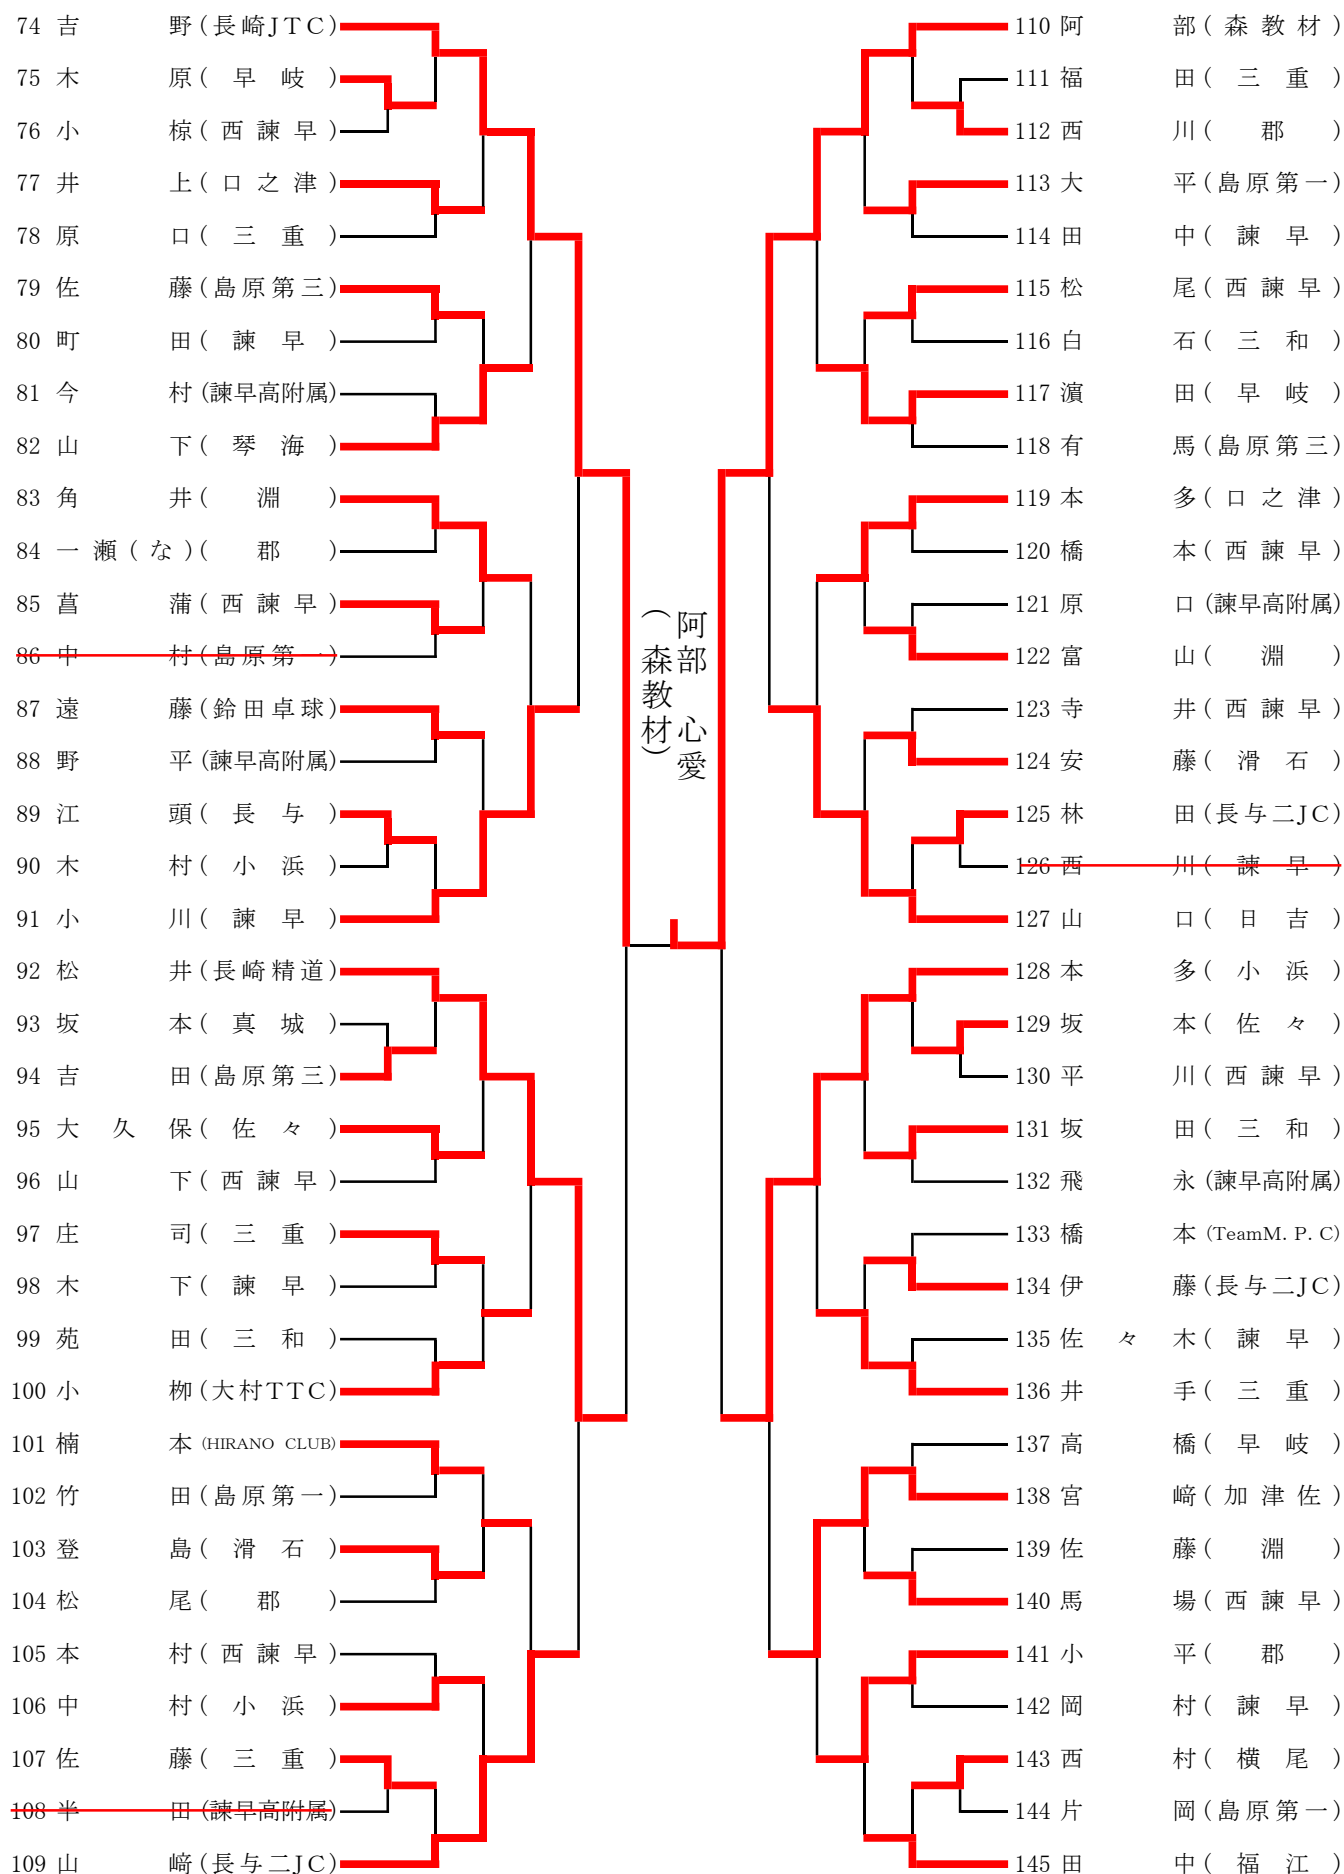 74 吉野(長崎JTC)
75 木原(早岐)
76 小椋(西諫早)
77 井上(口之津)
78 原口(三重)
79 佐藤(島原第三)
80 町田(諫早)
81 今村(諫早高附属)
82 山下(琴海)
83 角井(淵)
84 一瀬(な)(郡)
85 菖蒲(西諫早)
86 中村(島原第一)
87 遠藤(鈴田卓球)
88 野平(諫早高附属)
89 江頭(長与)
90 木村(小浜)
91 小川(諫早)
92 松井(長崎精道)
93 坂本(真城)
94 吉田(島原第三)
95 大久保(佐々)
96 山下(西諫早)
97 庄司(三重)
98 木下(諫早)
99 苑田(三和)
100 小栁(大村TTC)
101 楠本(HIRANO CLUB)
102 竹田(島原第一)
103 登島(滑石)
104 松尾(郡)
105 本村(西諫早)
106 中村(小浜)
107 佐藤(三重)
108 半田(諫早高附属)
109 山﨑(長与二JC)
阿部 心愛
(森教材)
110 阿部(森教材)
111 福田(三重)
112 西川(郡)
113 大平(島原第一)
114 田中(諫早)
115 松尾(西諫早)
116 白石(三和)
117 濵田(早岐)
118 有馬(島原第三)
119 本多(口之津)
120 橋本(西諫早)
121 原口(諫早高附属)
122 富山(淵)
123 寺井(西諫早)
124 安藤(滑石)
125 林田(長与二JC)
126 西川(諫早)
127 山口(日吉)
128 本多(小浜)
129 坂本(佐々)
130 平川(西諫早)
131 坂田(三和)
132 飛永(諫早高附属)
133 橋本(TeamM.P.C)
134 伊藤(長与二JC)
135 佐々木(諫早)
136 井手(三重)
137 高橋(早岐)
138 宮﨑(加津佐)
139 佐藤(淵)
140 馬場(西諫早)
141 小平(郡)
142 岡村(諫早)
143 西村(横尾)
144 片岡(島原第一)
145 田中(福江)